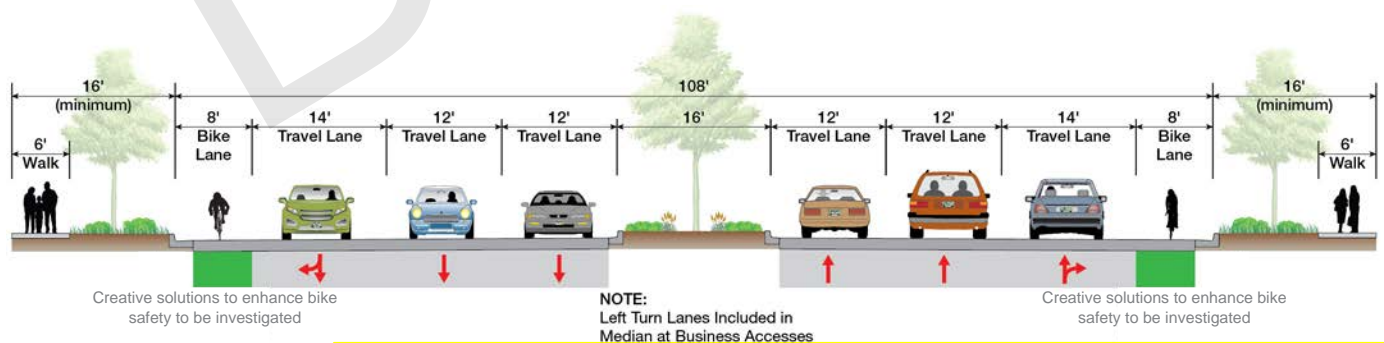 16'
(minimum)
108'
16'
(minimum)
6'
Walk
8'
Bike
Lane
14'
Travel Lane
12'
Travel Lane
12'
Travel Lane
16'
12'
Travel Lane
12'
Travel Lane
14'
Travel Lane
8'
Bike
Lane
6'
Walk
Creative solutions to enhance bike
safety to be investigated
NOTE:
Left Turn Lanes Included in
Median at Business Accesses
Creative solutions to enhance bike
safety to be investigated